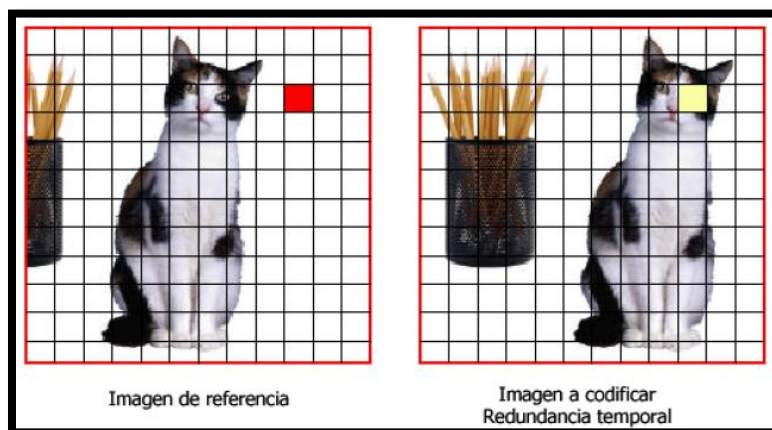 Imagen de referencia
Imagen a codificar
Redundancia temporal